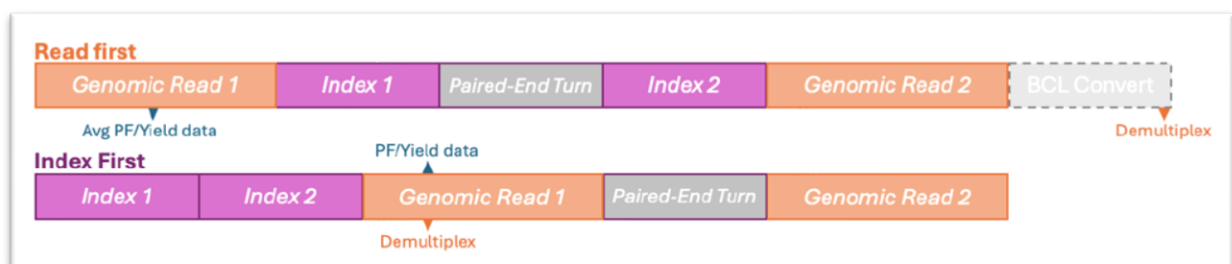 Read first
Genomic Read 1 Index 1 Paired-End Turn Index 2 Genomic Read 2 BCL Convert
Avg PF/Yield data Demultiplex
Index First PF/Yield data
Index 1 Index 2 Genomic Read 1 Paired-End Turn Genomic Read 2
Demultiplex